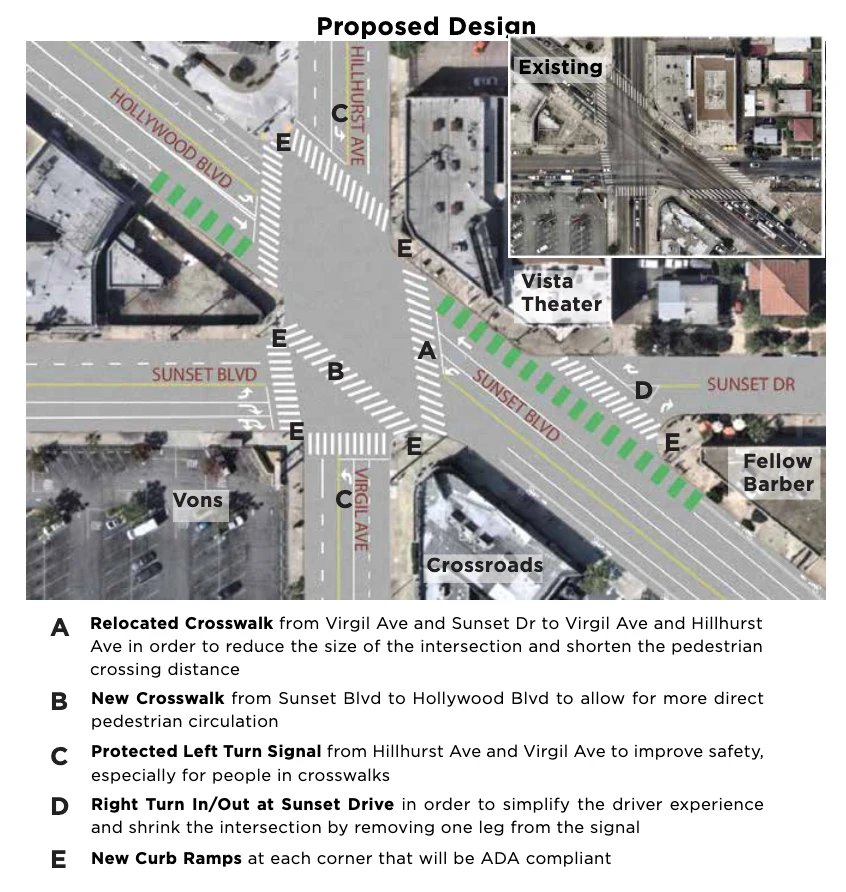 Proposed Design
Existing
HILLHURST AVE
C
HOLLYWOOD BLVD
E
E
Vista
Theater
E
A
SUNSET BLVD
B
SUNSET BLVD
D
SUNSET DR
E
E
E
Fellow
Barber
Vons
C
VIRGIL AVE
Crossroads
A Relocated Crosswalk from Virgil Ave and Sunset Dr to Virgil Ave and Hillhurst
Ave in order to reduce the size of the intersection and shorten the pedestrian
crossing distance
B New Crosswalk from Sunset Blvd to Hollywood Blvd to allow for more direct
pedestrian circulation
C Protected Left Turn Signal from Hillhurst Ave and Virgil Ave to improve safety,
especially for people in crosswalks
D Right Turn In/Out at Sunset Drive in order to simplify the driver experience
and shrink the intersection by removing one leg from the signal
E New Curb Ramps at each corner that will be ADA compliant